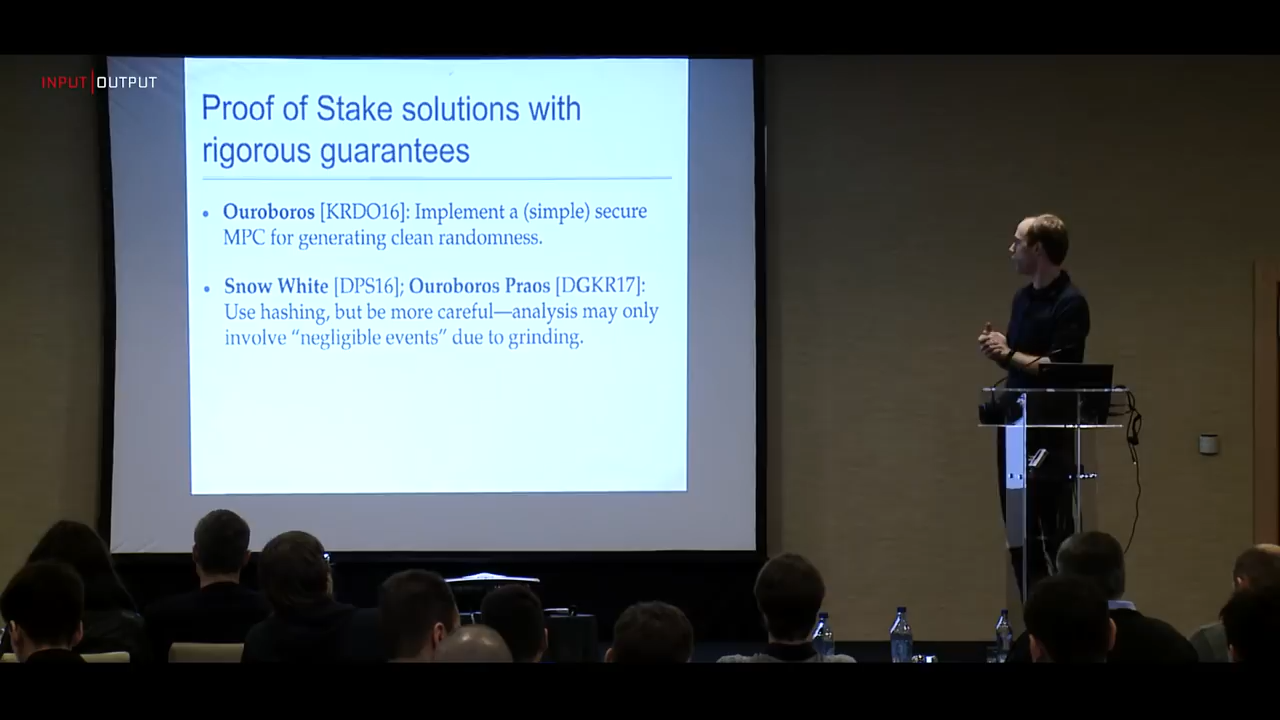 INPUT|OUTPUT
Proof of Stake solutions with
rigorous guarantees
• Ouroboros [KRDO16]: Implement a (simple) secure
MPC for generating clean randomness.
• Snow White [DPS16]; Ouroboros Praos [DGKR17]:
Use hashing, but be more careful—analysis may only
involve “negligible events” due to grinding.